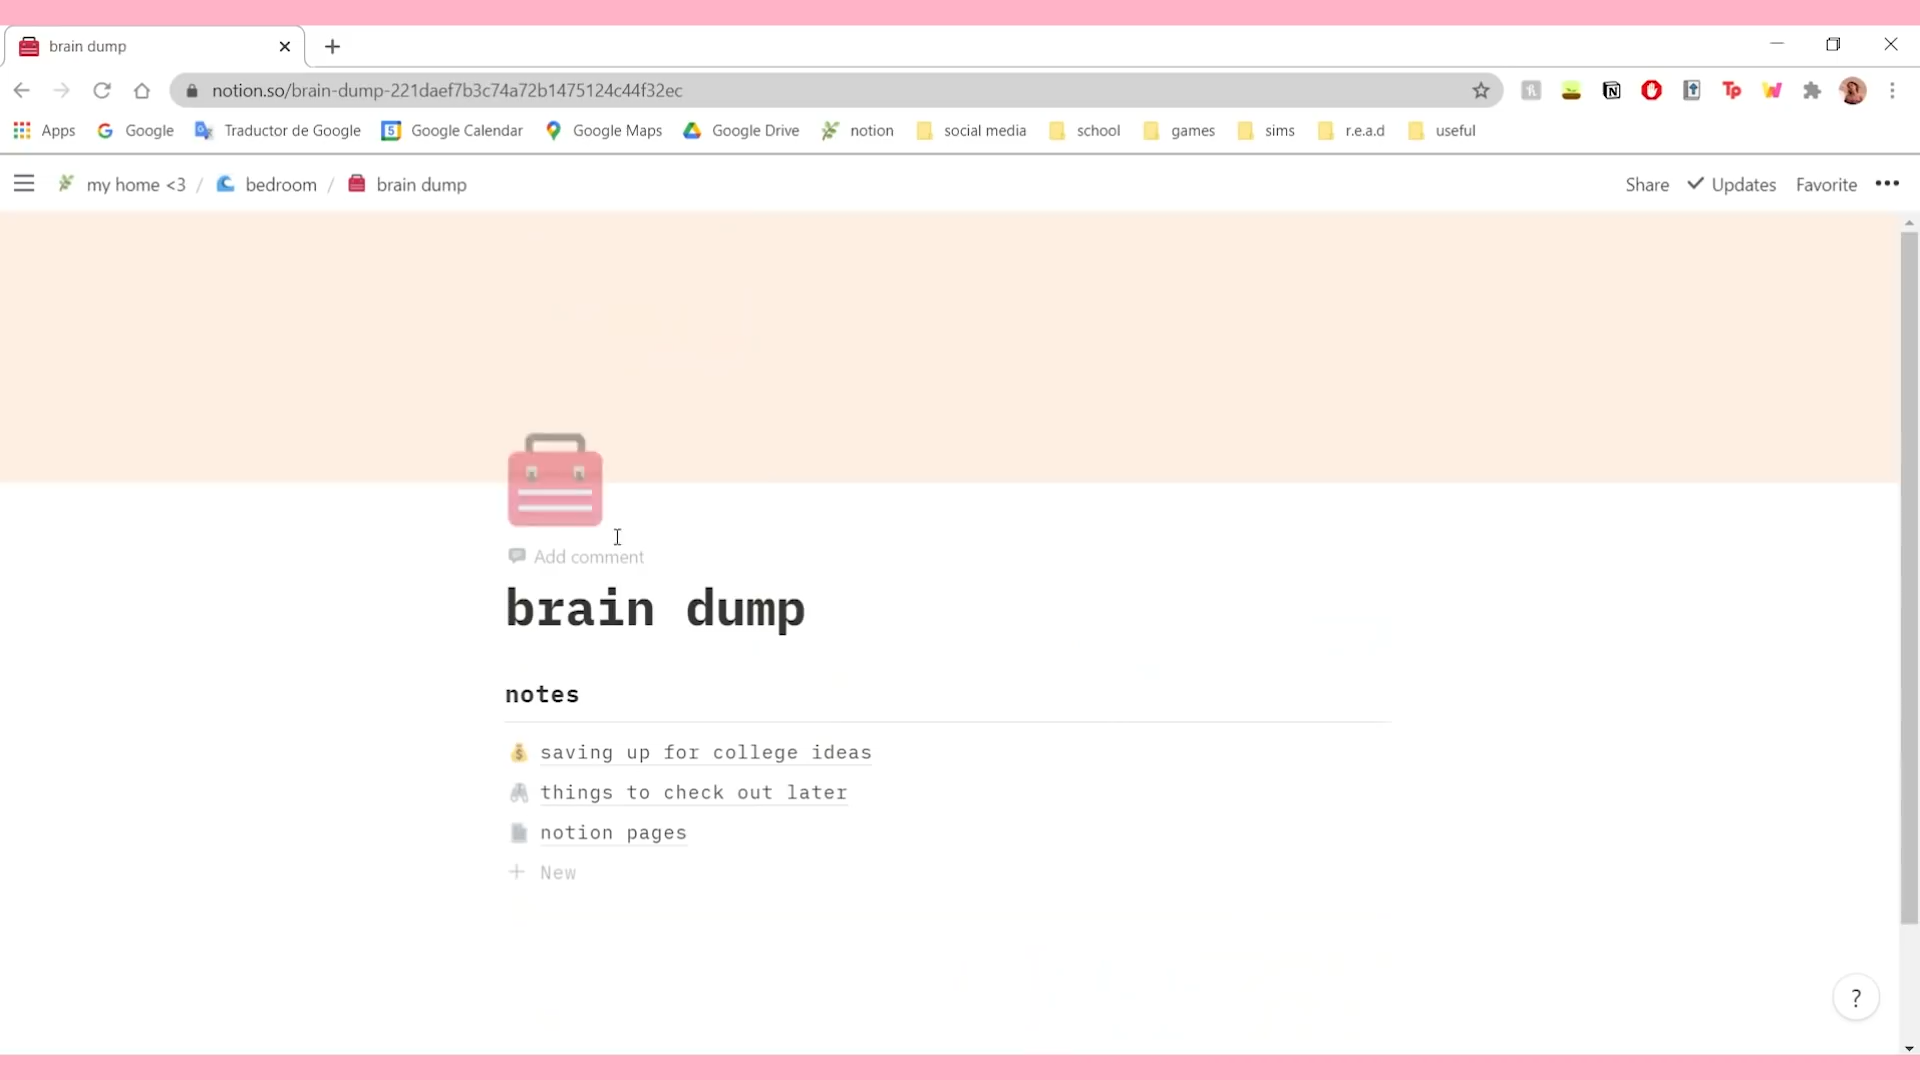 brain dump
notion.so/brain-dump-221daef7b3c74a72b1475124c44f32ec
Apps Google Traductor de Google 5 Google Calendar Google Maps Google Drive notion social media school games sims r.e.a.d useful
my home <3 / bedroom / brain dump Share Updates Favorite
Add comment
brain dump
notes
saving up for college ideas
things to check out later
notion pages
+ New
?